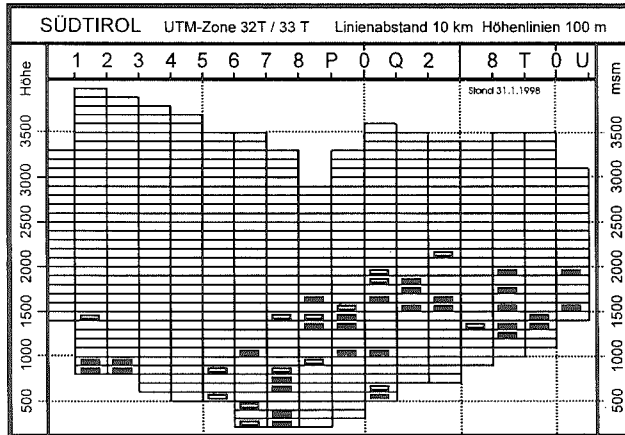 SÜDTIROL UTM-Zone 32T / 33 T Linienabstand 10 km Höhenlinien 100 m
Höhe 1 2 3 4 5 6 7 8 P 0 Q 2 8 T 0 U msm
Stand 31.1.1998
3500 3500
3000 3000
2500 2500
2000 2000
1500 1500
1000 1000
500 500